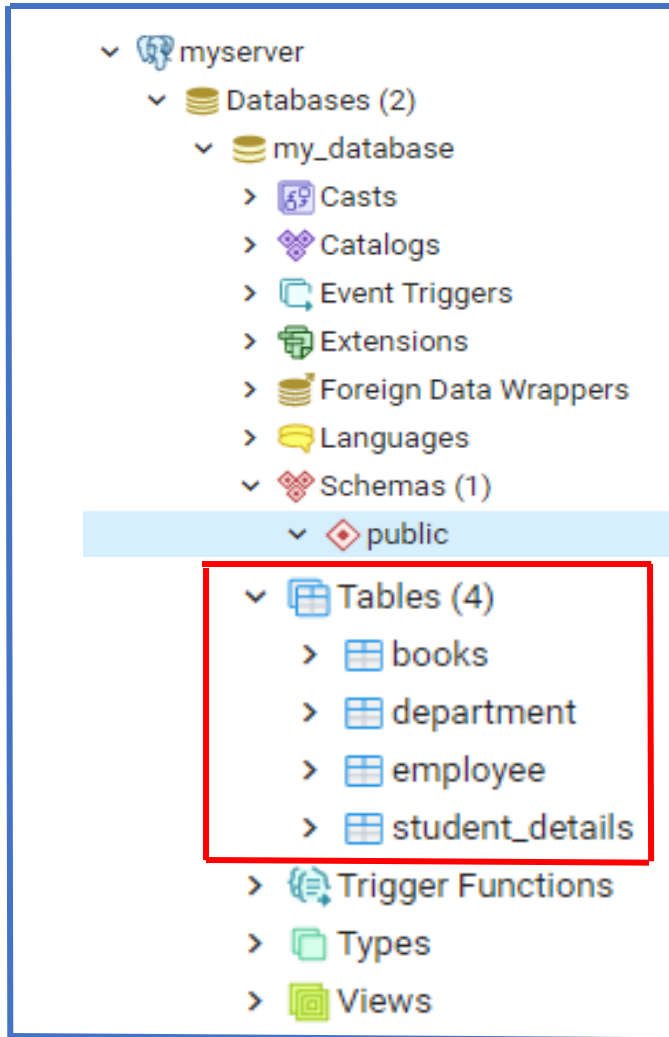 myserver
Databases (2)
my_database
Casts
Catalogs
Event Triggers
Extensions
Foreign Data Wrappers
Languages
Schemas (1)
public
Tables (4)
books
department
employee
student_details
Trigger Functions
Types
Views